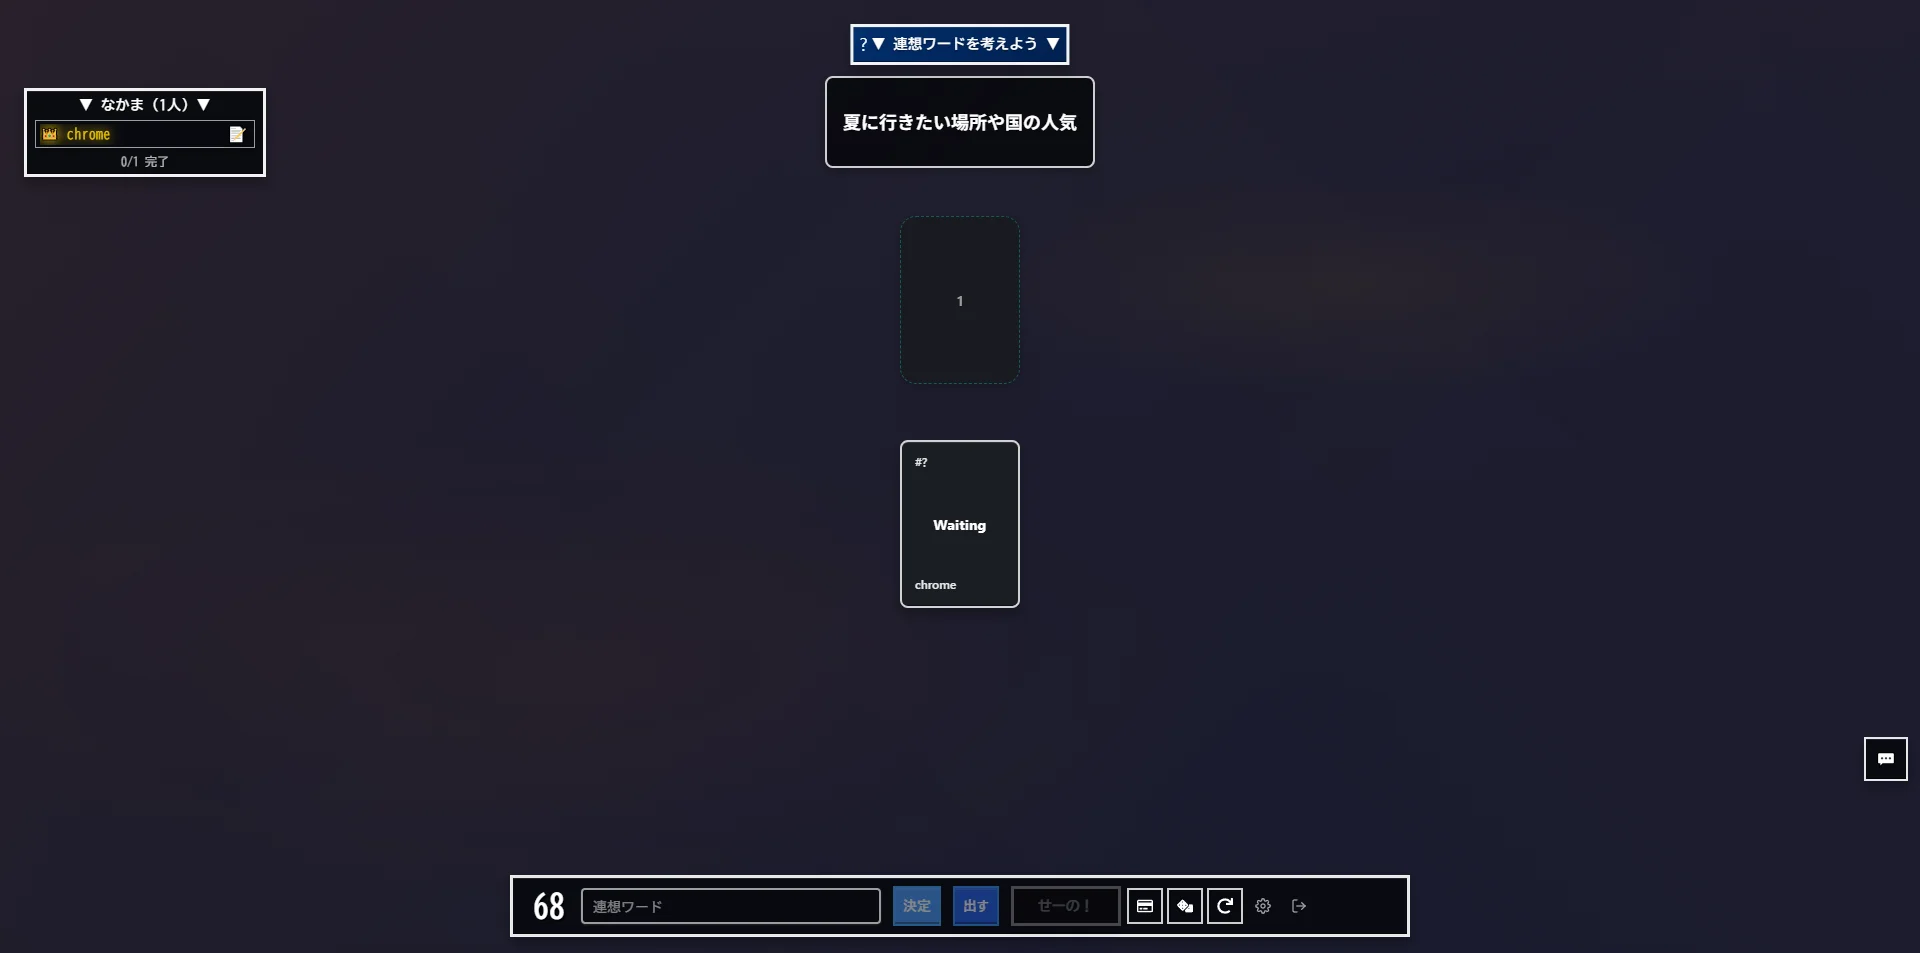 ?▼ 連想ワードを考えよう ▼
夏に行きたい場所や国の人気
▼ なかま（1人）▼
chrome
0/1 完了
1
#?
Waiting
chrome
68 連想ワード 決定 出す せーの！